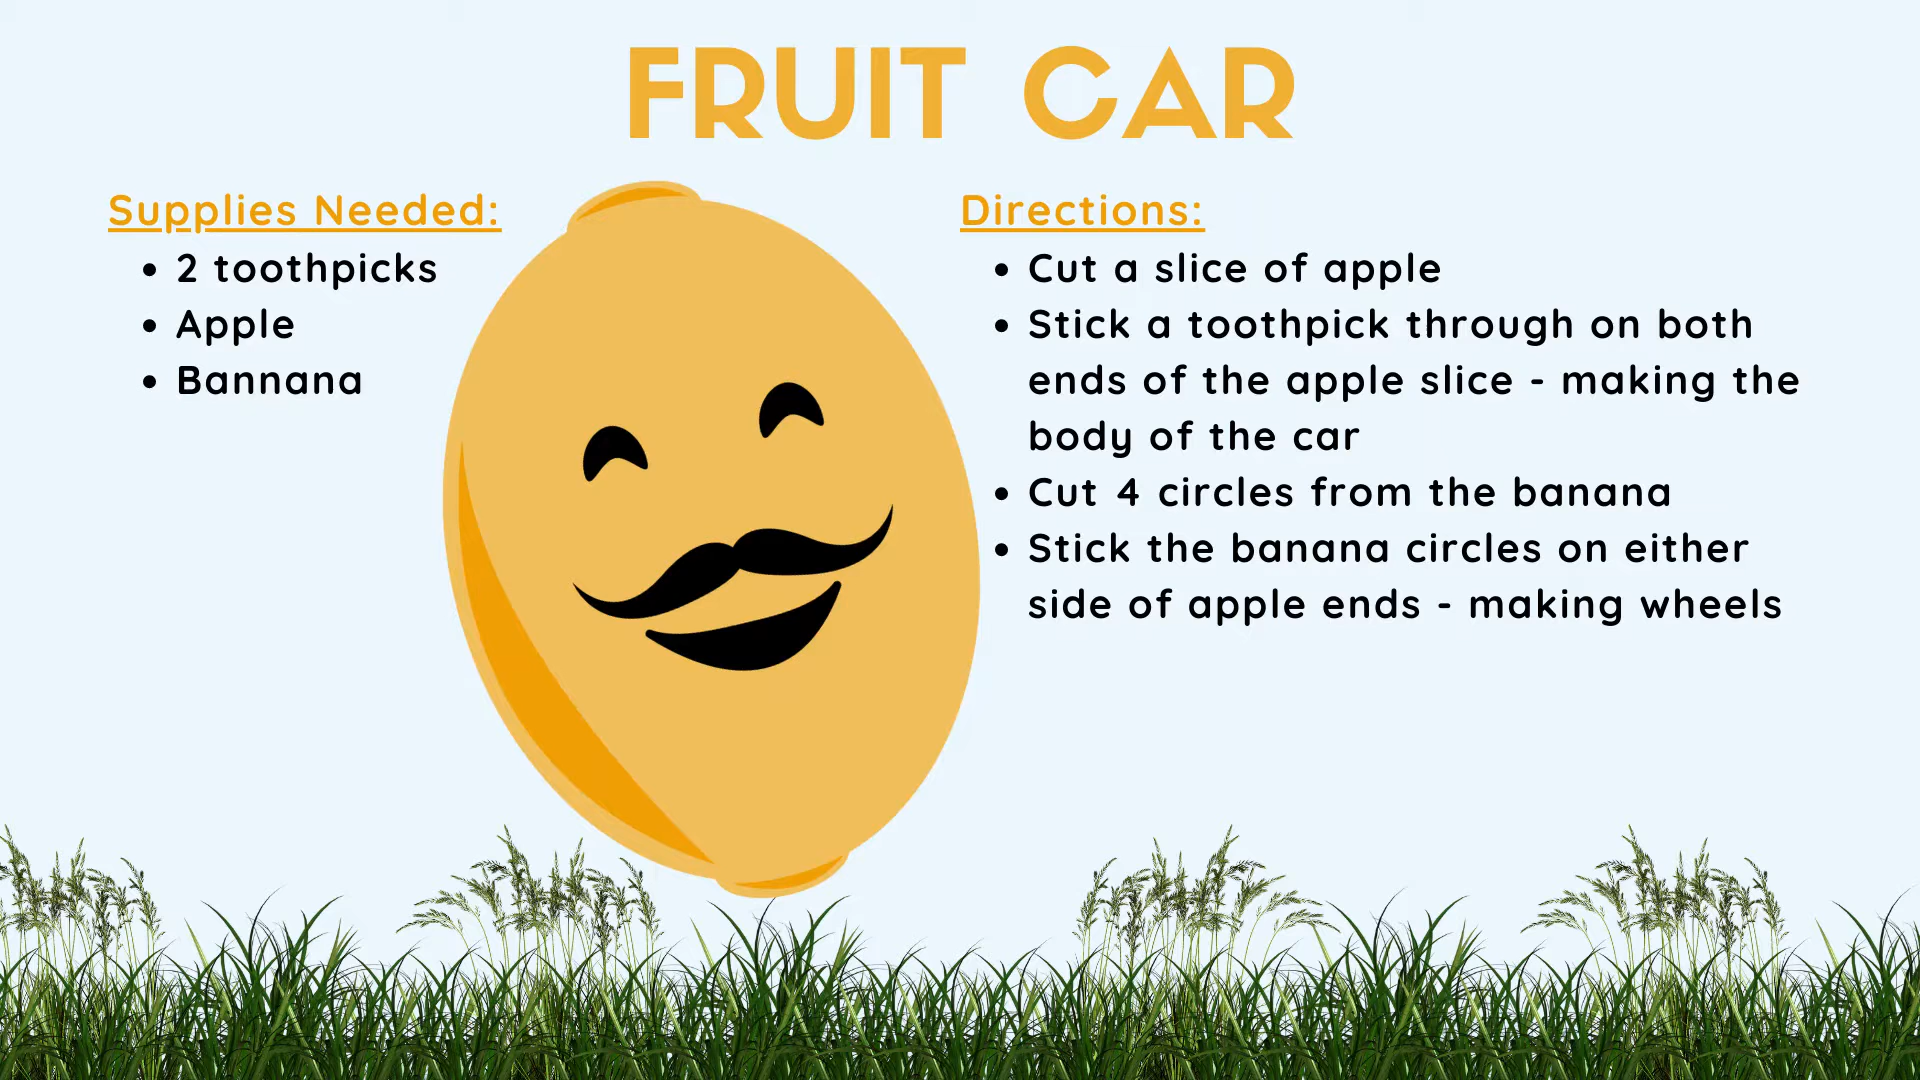 FRUIT CAR
Supplies Needed:
• 2 toothpicks
• Apple
• Bannana
Directions:
• Cut a slice of apple
• Stick a toothpick through on both
ends of the apple slice - making the
body of the car
• Cut 4 circles from the banana
• Stick the banana circles on either
side of apple ends - making wheels